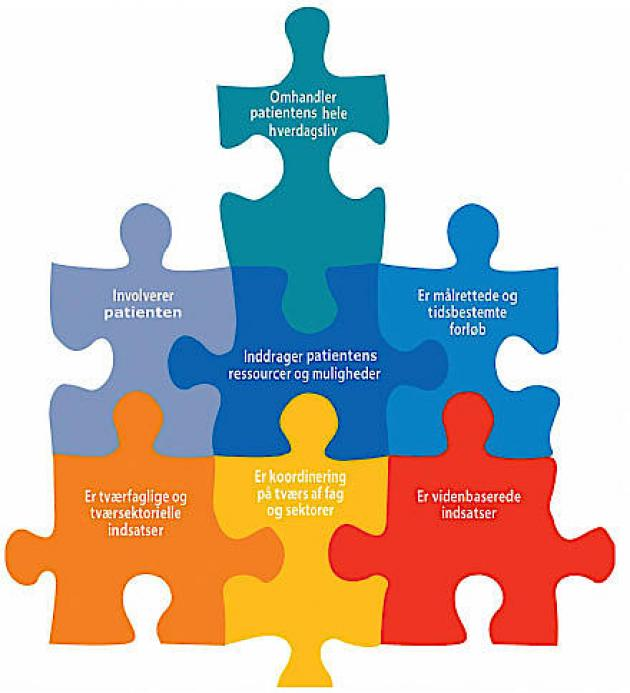 Omhandler
patientens hele
hverdagsliv
Involverer
patienten
Inddrager patientens
ressourcer og muligheder
Er målrettede og
tidsbestemte
forløb
Er tværfaglige og
tværsektorielle
indsatser
Er koordinering
på tværs af fag
og sektorer
Er videnbaserede
indsatser